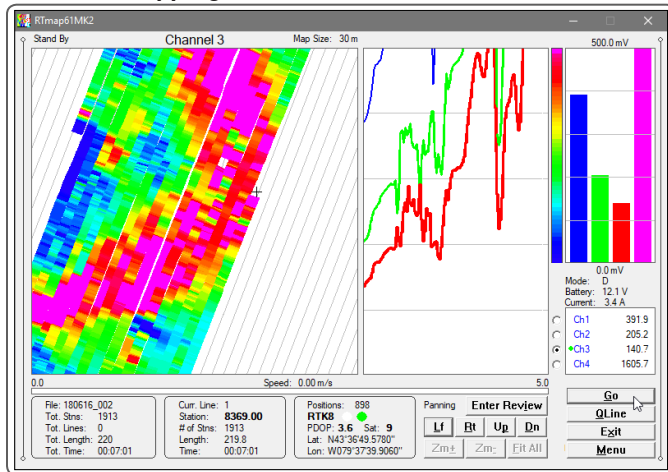 RTmap61MK2
Stand By Channel 3 Map Size: 30 m
500.0 mV
0.0 mV
Mode: D
Battery: 12.1 V
Current: 3.4 A
Ch1 391.9
Ch2 205.2
Ch3 140.7
Ch4 1605.7
0.0 Speed: 0.00 m/s 5.0
File: 180616_002
Tot. Stns: 1913
Tot. Lines: 0
Tot. Length: 220
Tot. Time: 00:07:01
Curr. Line: 1
Station: 8369.00
# of Stns: 1913
Length: 219.8
Time: 00:07:01
Positions: 898
RTK8
PDOP: 3.6 Sat: 9
Lat: N43°36'49.5780"
Lon: W079°37'39.9060"
Panning Enter Review
Lf Rt Up Dn
Zm+ Zm- Fit All
Go
QLine
Exit
Menu